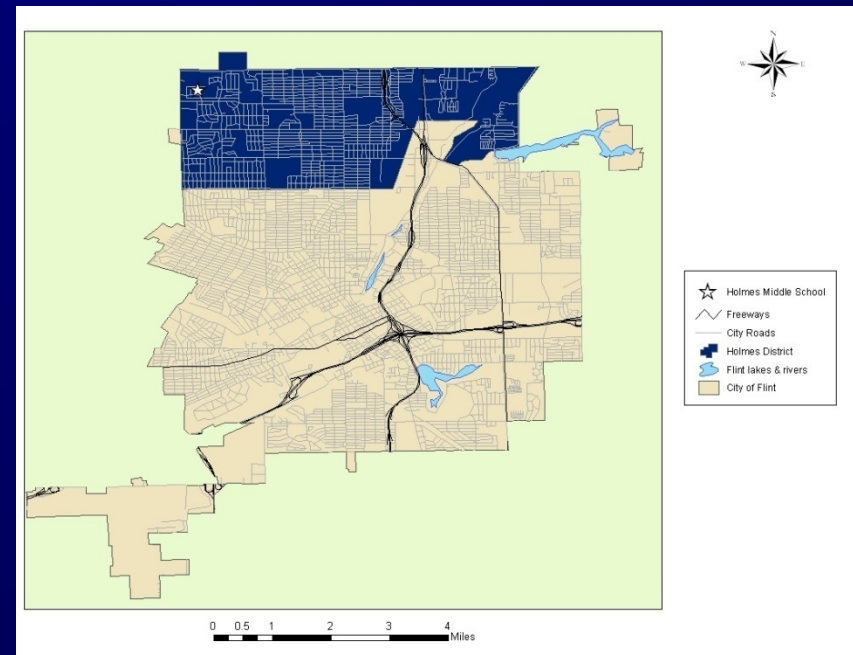 N
W E
S
Holmes Middle School
Freeways
City Roads
Holmes District
Flint lakes & rivers
City of Flint
0 0.5 1 2 3 4
Miles